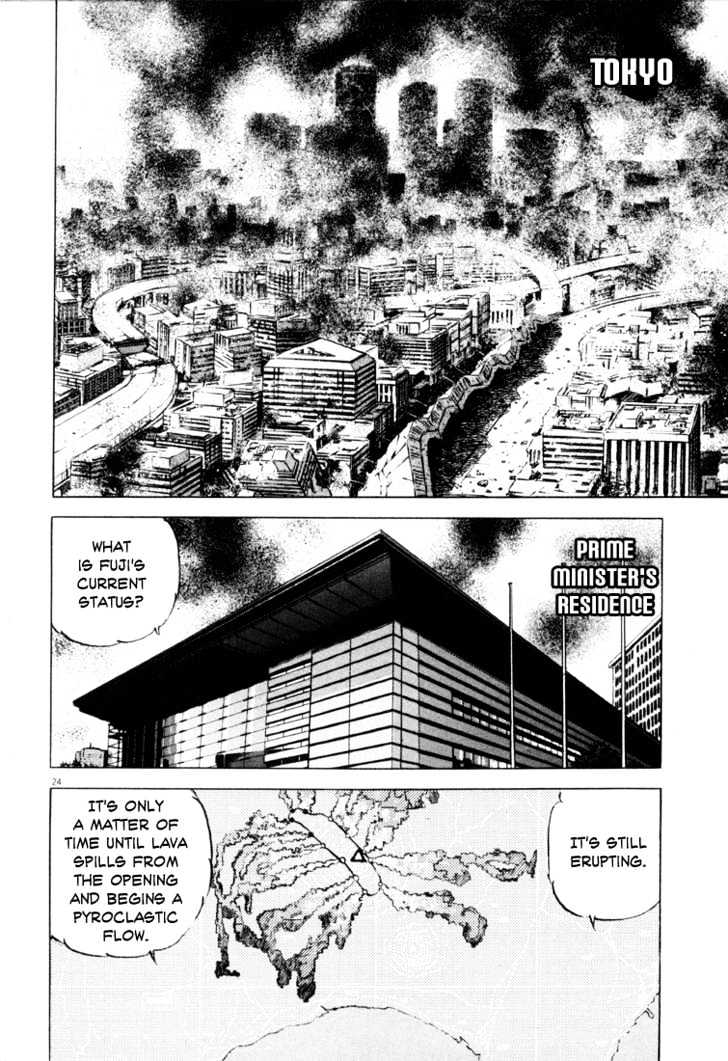 TOKYO
PRIME
MINISTER'S
RESIDENCE
WHAT
IS FUJI'S
CURRENT
STATUS?
24
IT'S STILL
ERUPTING.
IT'S ONLY
A MATTER OF
TIME UNTIL LAVA
SPILLS FROM
THE OPENING
AND BEGINS A
PYROCLASTIC
FLOW.